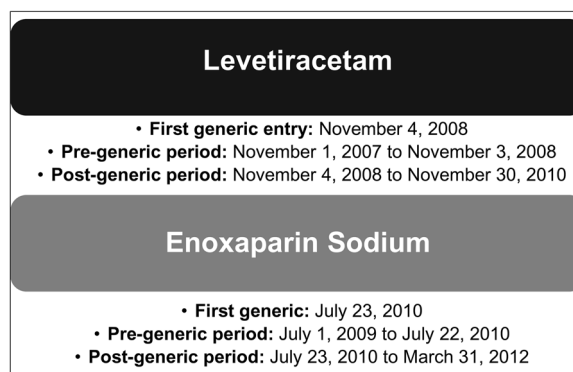 Levetiracetam
• First generic entry: November 4, 2008
• Pre-generic period: November 1, 2007 to November 3, 2008
• Post-generic period: November 4, 2008 to November 30, 2010
Enoxaparin Sodium
• First generic: July 23, 2010
• Pre-generic period: July 1, 2009 to July 22, 2010
• Post-generic period: July 23, 2010 to March 31, 2012